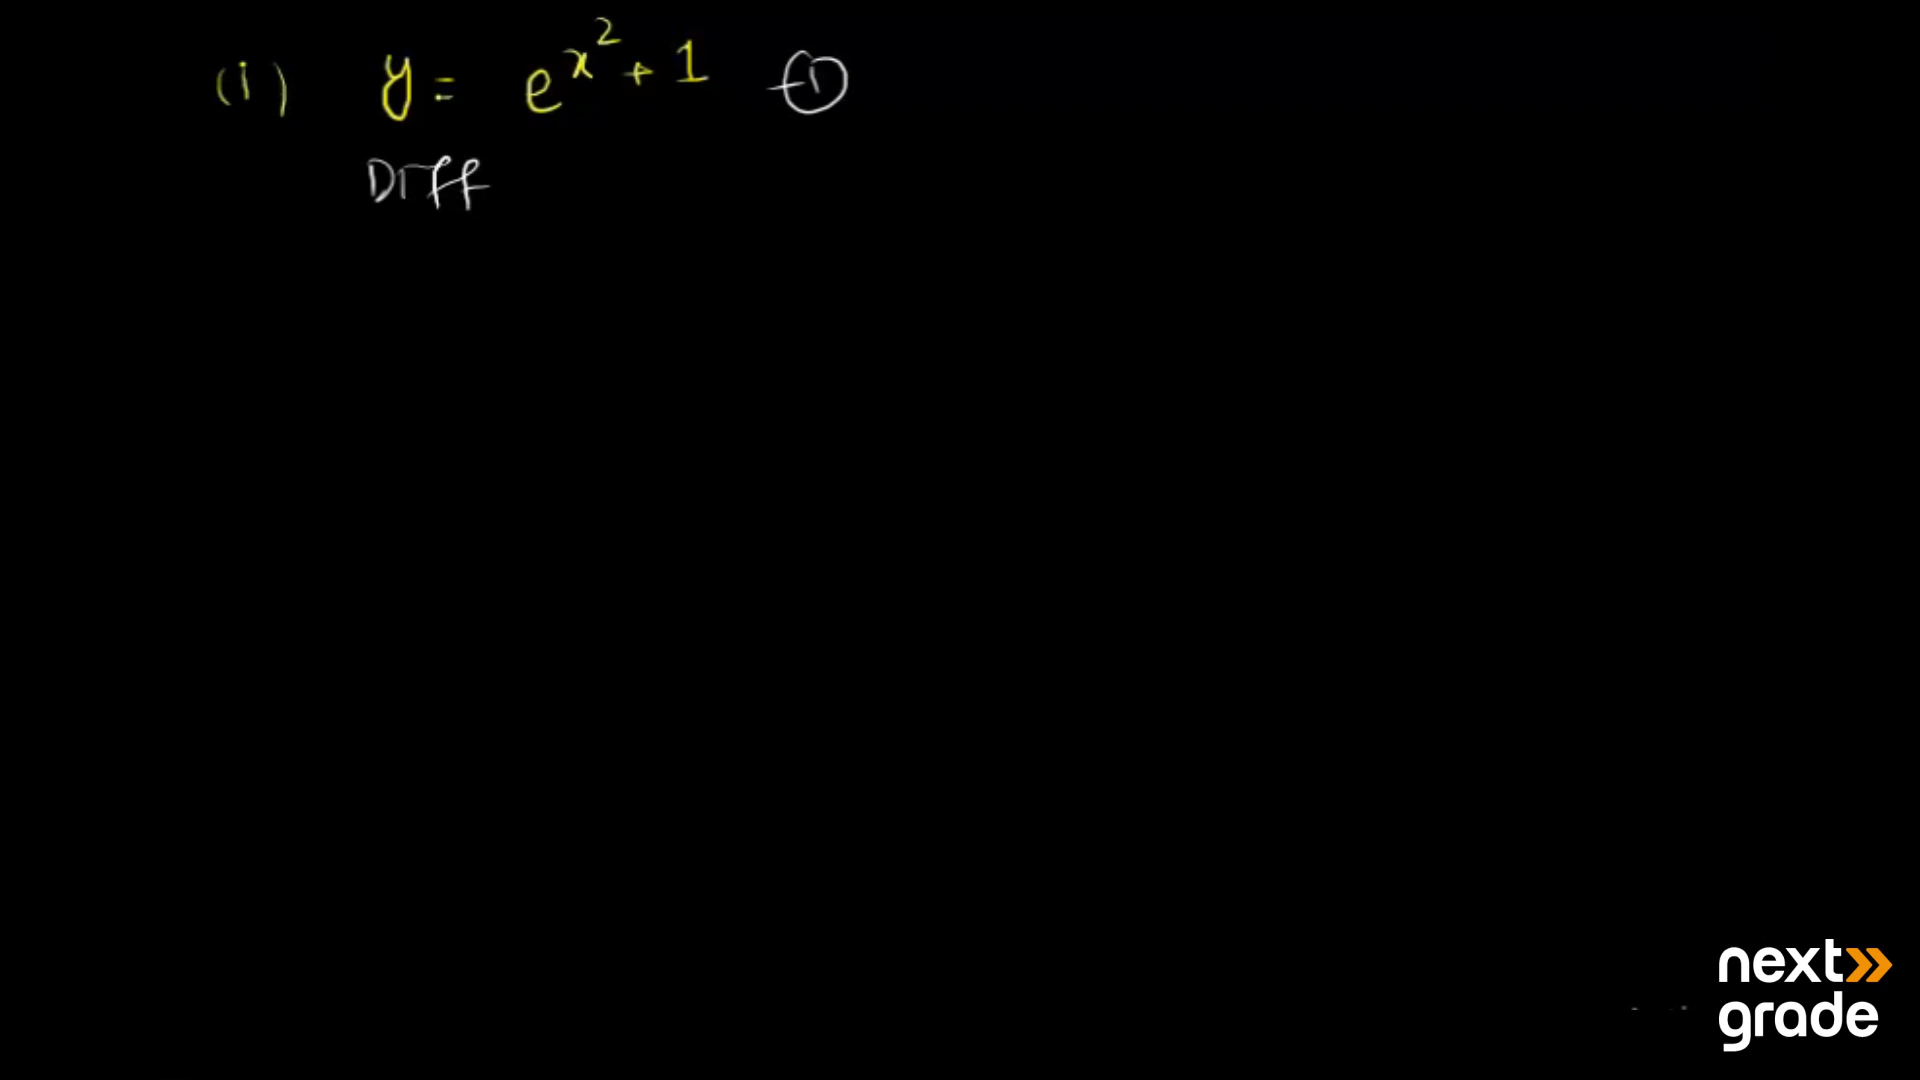 (i) y = e^{x^2+1} —①
Diff
next
grade